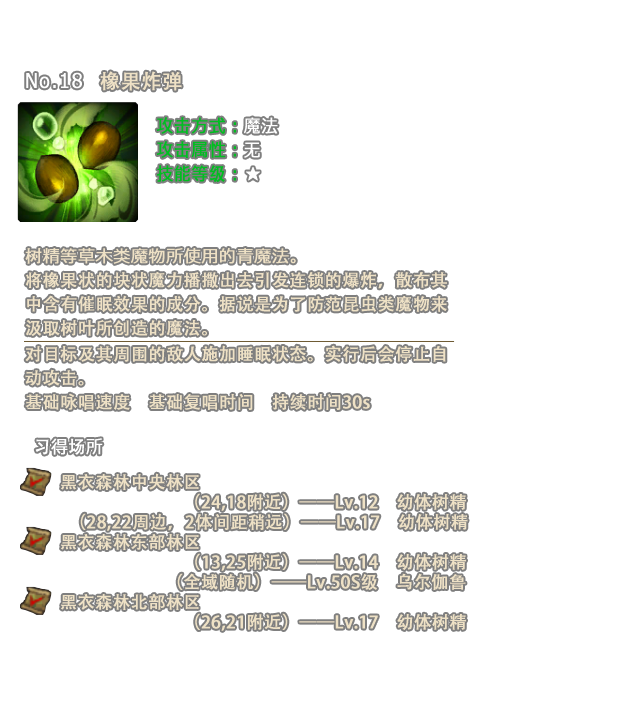 No.18 橡果炸弹
攻击方式：魔法
攻击属性：无
技能等级：☆
树精等草木类魔物所使用的青魔法。
将橡果状的块状魔力播撒出去引发连锁的爆炸，散布其
中含有催眠效果的成分。据说是为了防范昆虫类魔物来
汲取树叶所创造的魔法。
对目标及其周围的敌人施加睡眠状态。实行后会停止自
动攻击。
基础咏唱速度 基础复唱时间 持续时间30s
习得场所
黑衣森林中央林区
（24,18附近）——Lv.12 幼体树精
（28,22周边，2体间距稍远）——Lv.17 幼体树精
黑衣森林东部林区
（13,25附近）——Lv.14 幼体树精
（全域随机）——Lv.50S级 乌尔伽鲁
黑衣森林北部林区
（26,21附近）——Lv.17 幼体树精